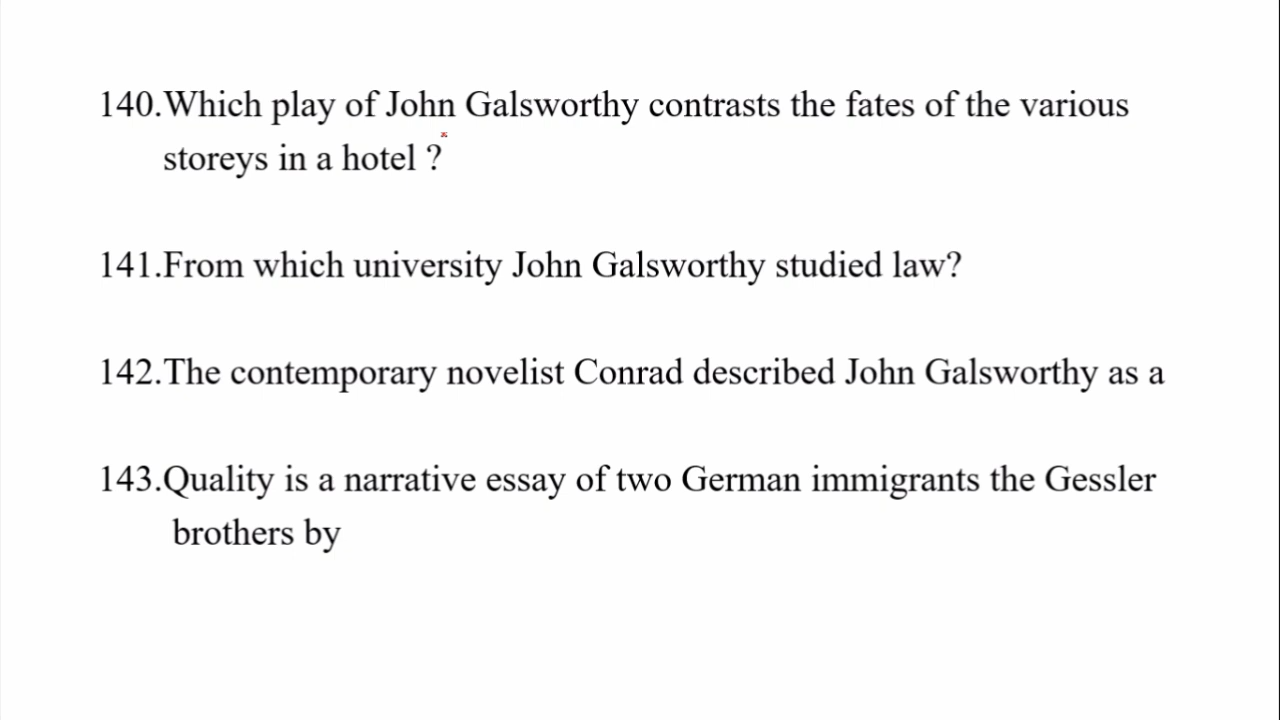 140.Which play of John Galsworthy contrasts the fates of the various
storeys in a hotel ?
141.From which university John Galsworthy studied law?
142.The contemporary novelist Conrad described John Galsworthy as a
143.Quality is a narrative essay of two German immigrants the Gessler
brothers by